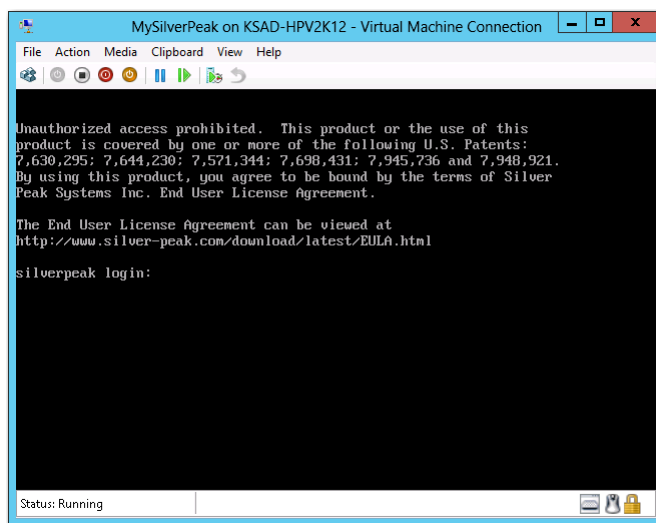 MySilverPeak on KSAD-HPV2K12 - Virtual Machine Connection
File Action Media Clipboard View Help
Unauthorized access prohibited. This product or the use of this
product is covered by one or more of the following U.S. Patents:
7,630,295; 7,644,230; 7,571,344; 7,698,431; 7,945,736 and 7,948,921.
By using this product, you agree to be bound by the terms of Silver
Peak Systems Inc. End User License Agreement.
The End User License Agreement can be viewed at
http://www.silver-peak.com/download/latest/EULA.html
silverpeak login:
Status: Running